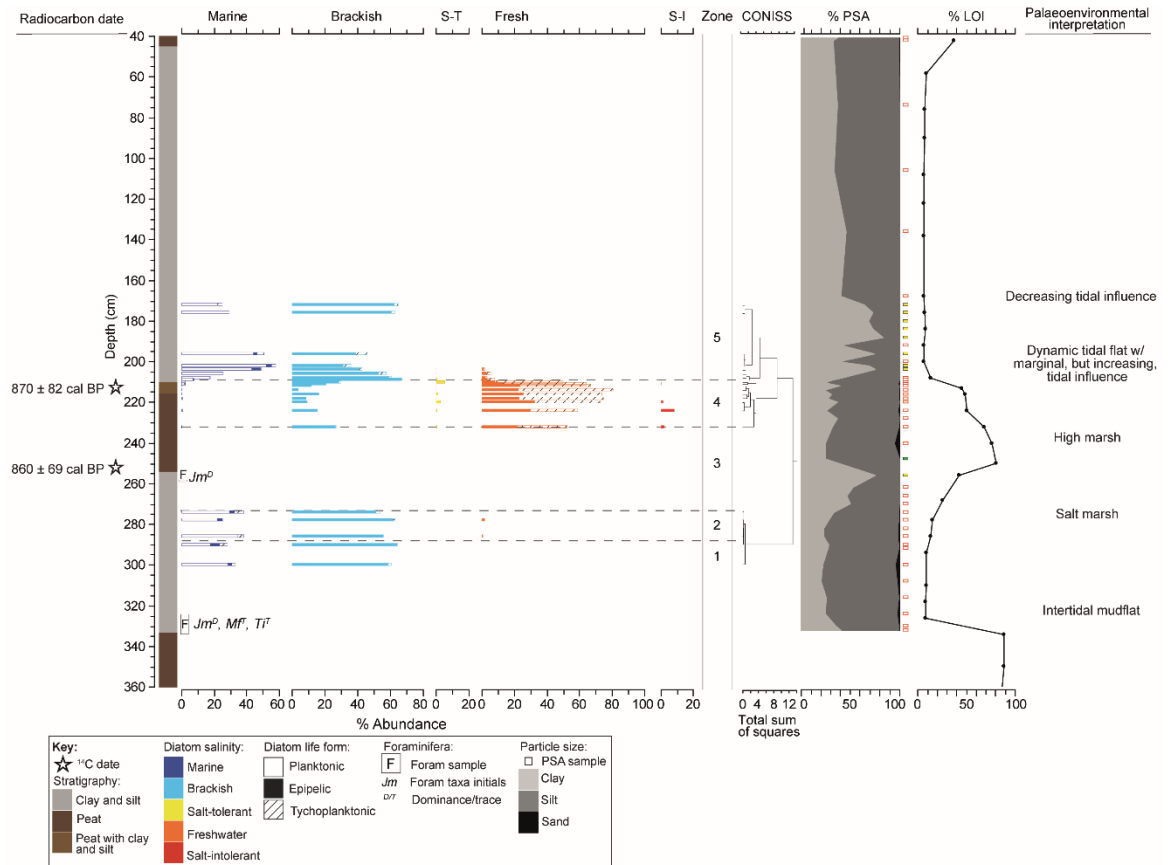 Radiocarbon date
Marine
Brackish
S-T
Fresh
S-I
Zone
CONISS
% PSA
% LOI
Palaeoenvironmental
interpretation
Depth (cm)
40
60
80
100
120
140
160
180
200
220
240
260
280
300
320
340
360
870 ± 82 cal BP
860 ± 69 cal BP
F Jm^D
F Jm^D, Mf^T, Ti^T
5
4
3
2
1
Decreasing tidal influence
Dynamic tidal flat w/
marginal, but increasing,
tidal influence
High marsh
Salt marsh
Intertidal mudflat
0 20 40 60
0 20 40 60 80
0 20
0 20 40 60 80 100
0 20
0 4 8 12
0 50 100
0 50 100
% Abundance
Total sum
of squares
Key:
14C date
Stratigraphy:
Clay and silt
Peat
Peat with clay
and silt
Diatom salinity:
Marine
Brackish
Salt-tolerant
Freshwater
Salt-intolerant
Diatom life form:
Planktonic
Epipelic
Tychoplanktonic
Foraminifera:
F Foram sample
Jm Foram taxa initials
D/T Dominance/trace
Particle size:
PSA sample
Clay
Silt
Sand